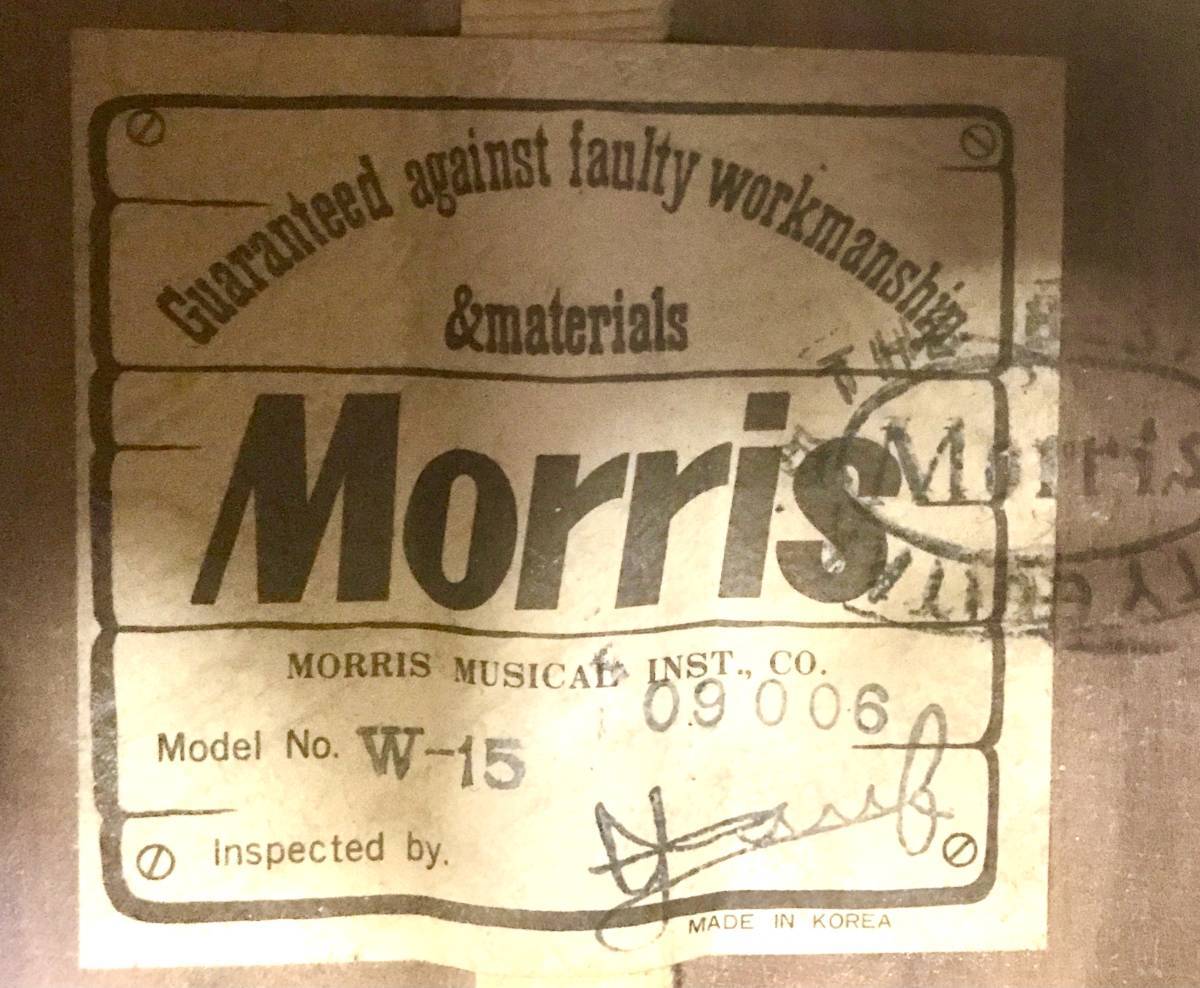 Guaranteed against faulty workmanship
&materials
Morris
MORRIS MUSICAL INST., CO.
09006
Model No. W-15
Inspected by.
MADE IN KOREA
Morris